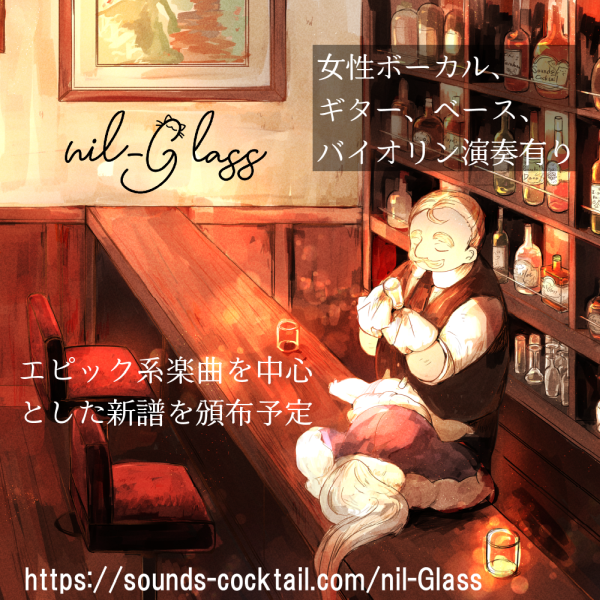 女性ボーカル、
ギター、ベース、
バイオリン演奏有り
nil-Glass
エピック系楽曲を中心
とした新譜を頒布予定
https://sounds-cocktail.com/nil-Glass